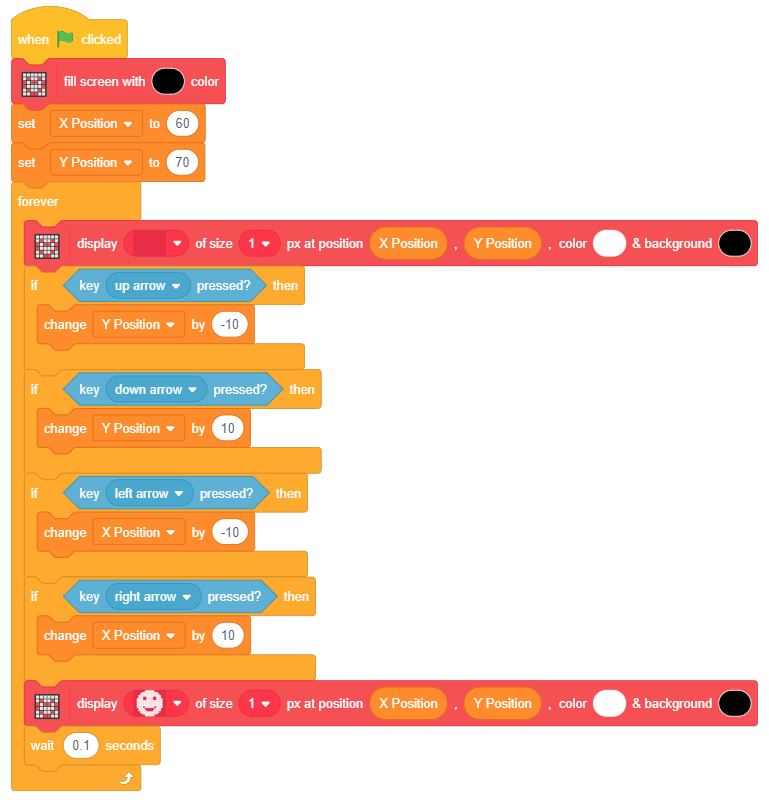 when clicked
fill screen with color
set X Position to 60
set Y Position to 70
forever
display of size 1 px at position X Position , Y Position , color & background
if key up arrow pressed? then
change Y Position by -10
if key down arrow pressed? then
change Y Position by 10
if key left arrow pressed? then
change X Position by -10
if key right arrow pressed? then
change X Position by 10
display of size 1 px at position X Position , Y Position , color & background
wait 0.1 seconds